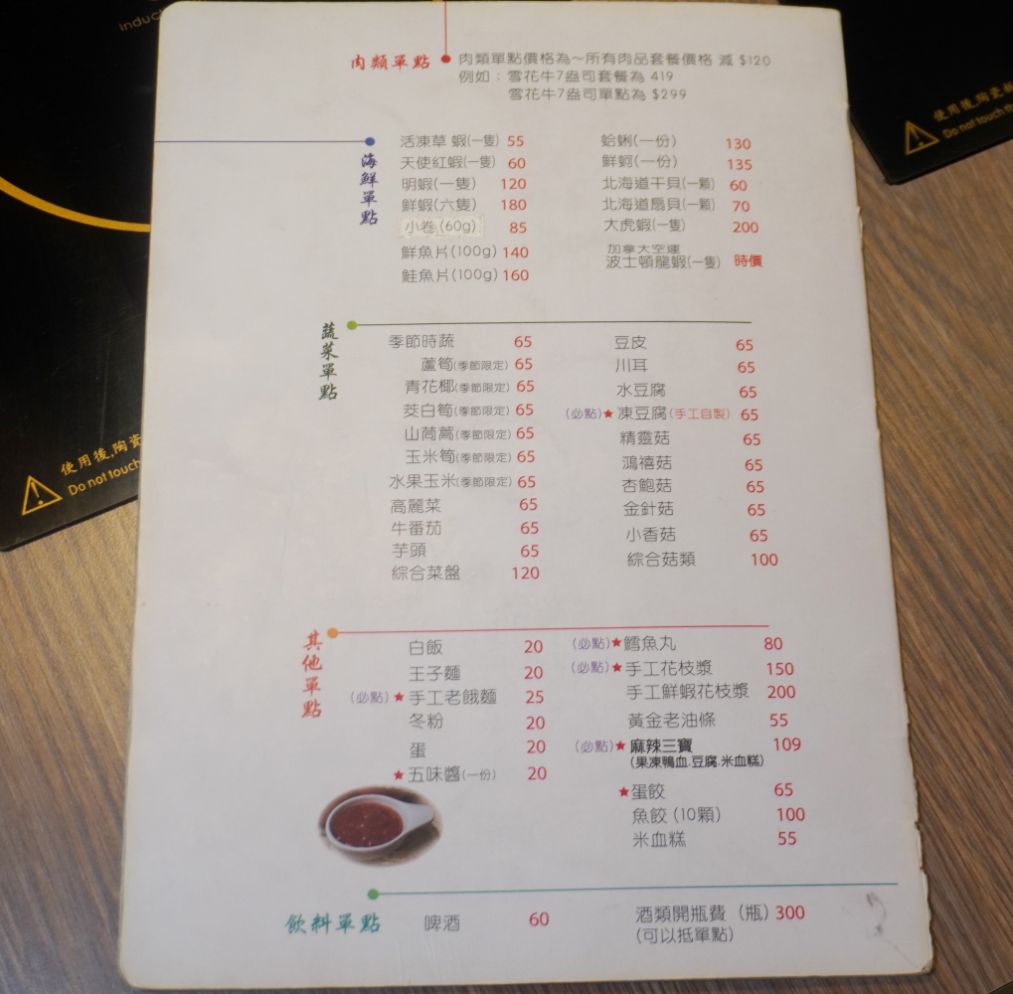 induct
肉類單點 肉類單點價格為～所有肉品套餐價格 減 $120
例如：雪花牛7盎司套餐為 419
雪花牛7盎司單點為 $299
使用後,陶瓷
Do not touch
海鮮單點
活凍草 蝦(一隻) 55
天使紅蝦(一隻) 60
明蝦(一隻) 120
鮮蝦(六隻) 180
小卷(60g) 85
鮮魚片(100g) 140
鮭魚片(100g) 160
蛤蜊(一份) 130
鮮蚵(一份) 135
北海道干貝(一顆) 60
北海道扇貝(一顆) 70
大虎蝦(一隻) 200
加拿大空運
波士頓龍蝦(一隻) 時價
蔬菜單點
季節時蔬 65
蘆筍(季節限定) 65
青花椰(季節限定) 65
茭白筍(季節限定) 65
山茼蒿(季節限定) 65
玉米筍(季節限定) 65
水果玉米(季節限定) 65
高麗菜 65
牛番茄 65
芋頭 65
綜合菜盤 120
豆皮 65
川耳 65
水豆腐 65
(必點)★凍豆腐(手工自製) 65
精靈菇 65
鴻禧菇 65
杏鮑菇 65
金針菇 65
小香菇 65
綜合菇類 100
使用後,陶瓷
Do not touch
其他單點
白飯 20
王子麵 20
(必點)★手工老餓麵 25
冬粉 20
蛋 20
★五味醬(一份) 20
(必點)★鱈魚丸 80
(必點)★手工花枝漿 150
手工鮮蝦花枝漿 200
黃金老油條 55
(必點)★麻辣三寶 109
(果凍鴨血.豆腐.米血糕)
★蛋餃 65
魚餃(10顆) 100
米血糕 55
飲料單點 啤酒 60
酒類開瓶費 (瓶) 300
(可以抵單點)